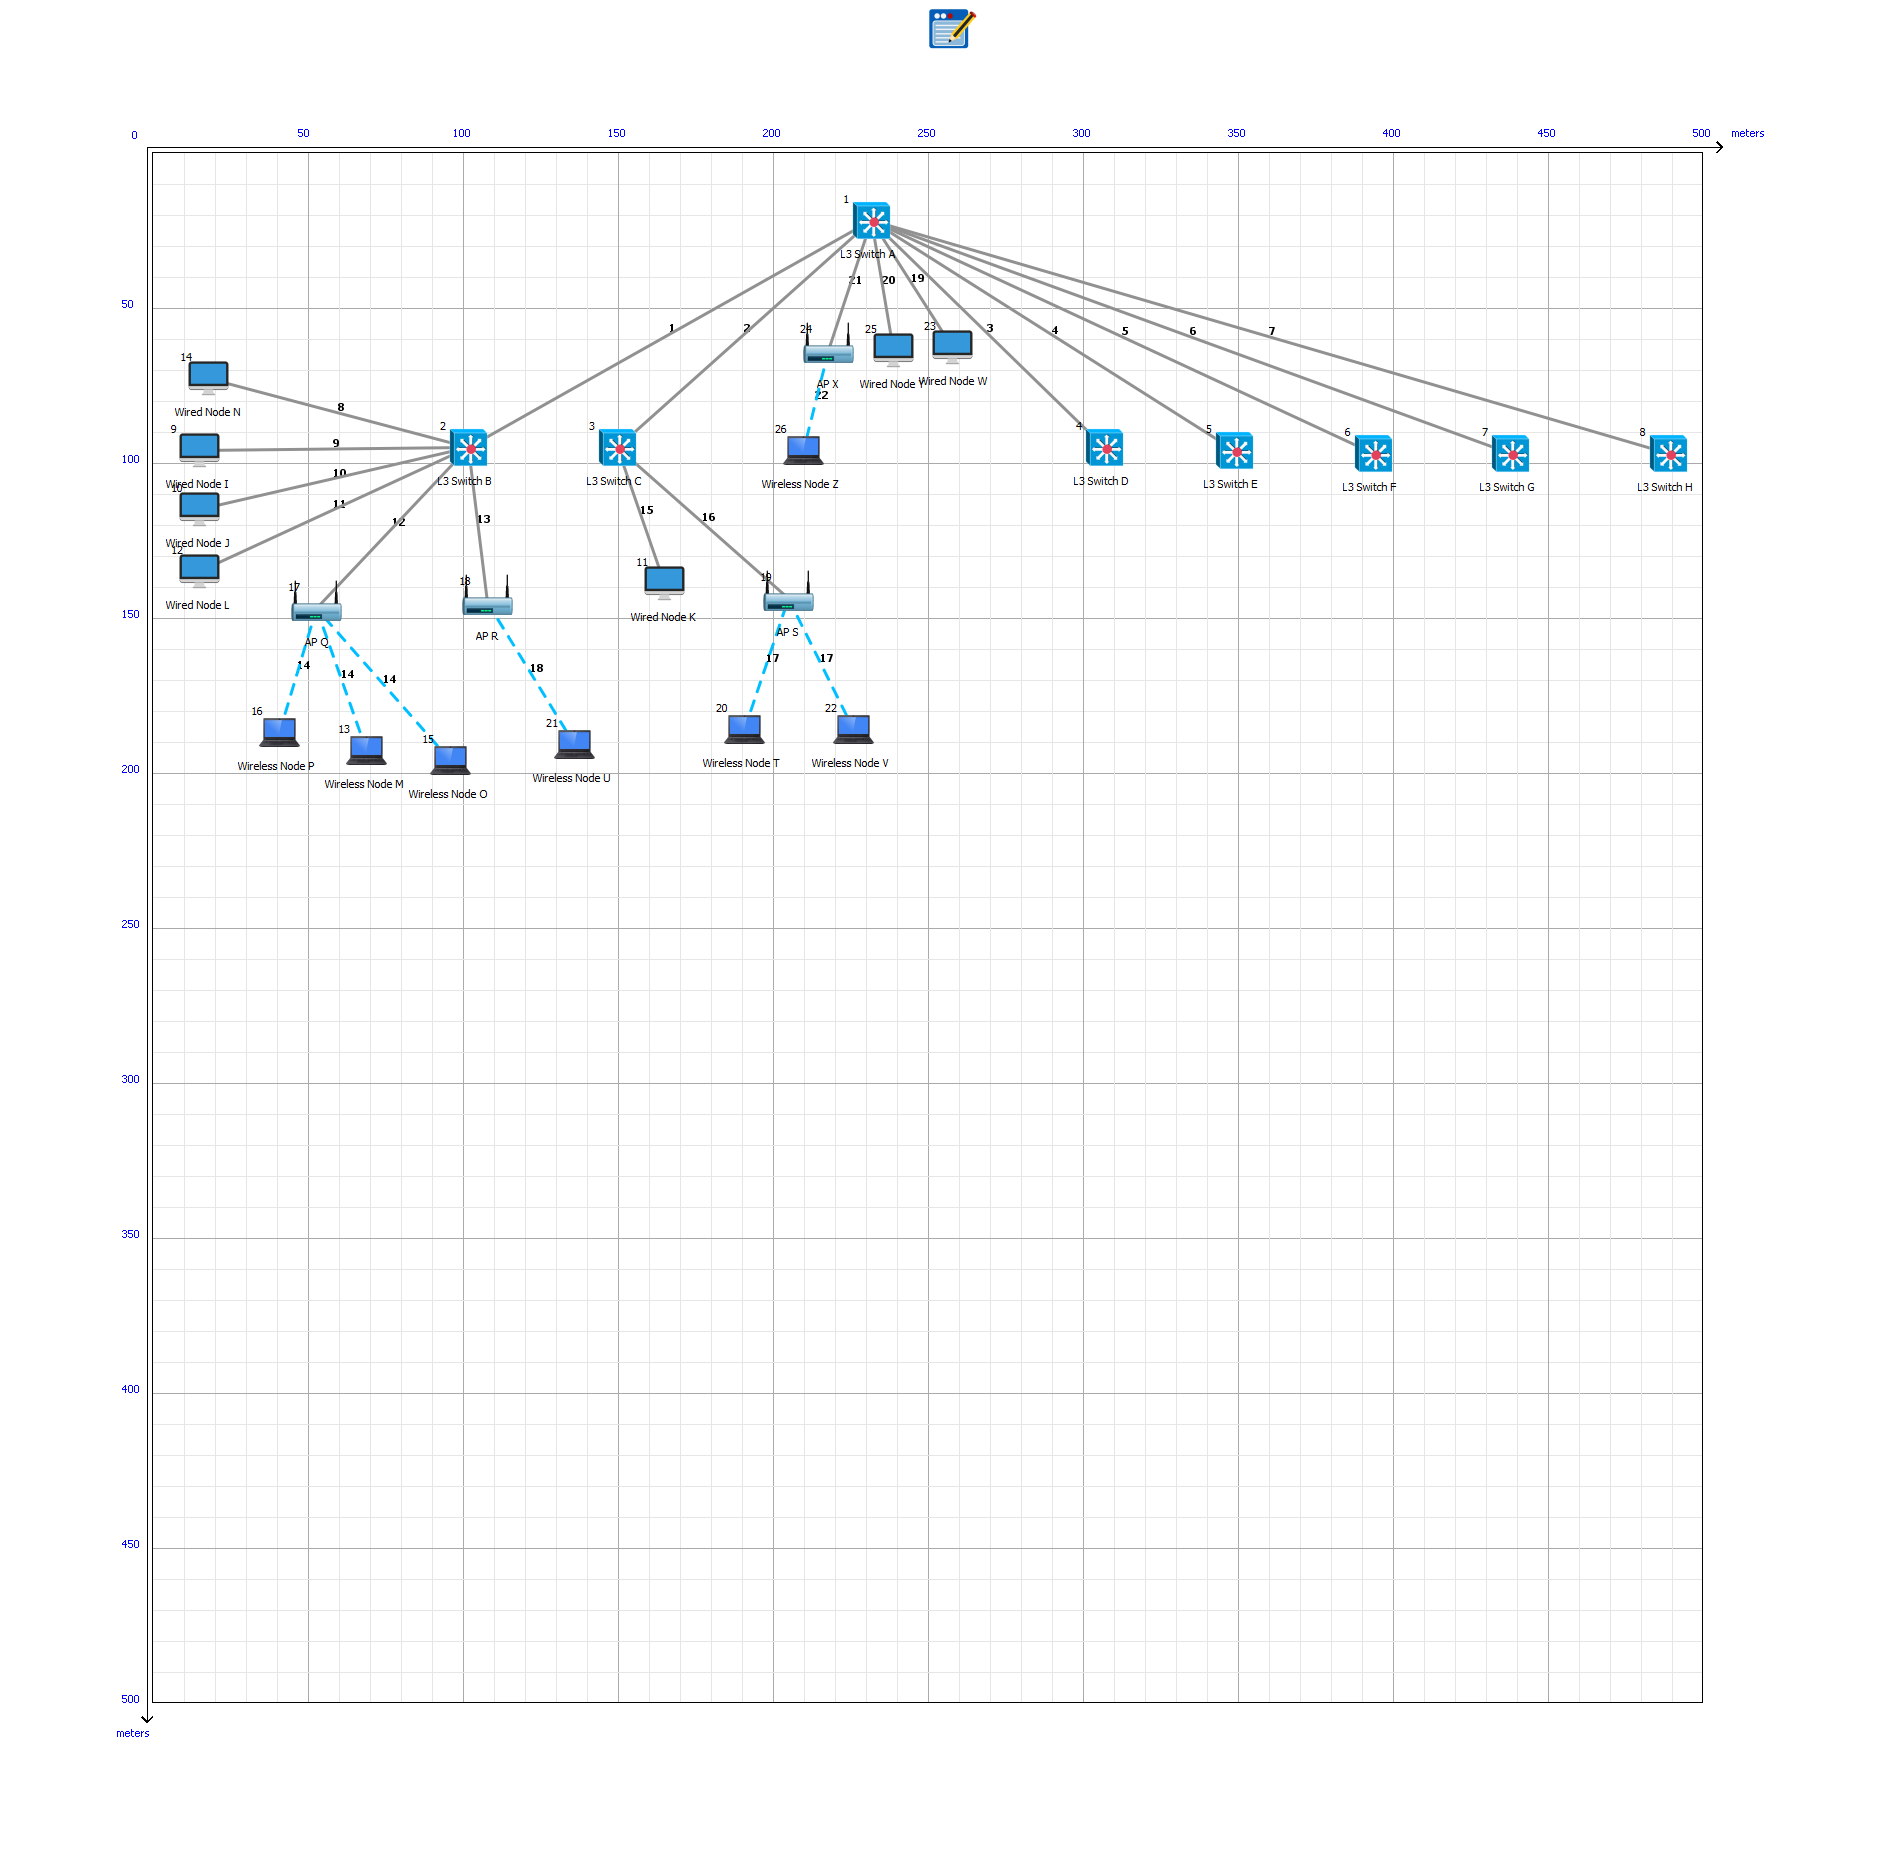 0 50 100 150 200 250 300 350 400 450 500 meters
1
L3 Switch A
21 20 19
50
1 2 3 4 5 6 7
24 25 23
AP X Wired Node Y Wired Node W
22
14
Wired Node N
8
2 3 26 4 5 6 7 8
9
9
100
L3 Switch B L3 Switch C Wireless Node Z L3 Switch D L3 Switch E L3 Switch F L3 Switch G L3 Switch H
Wired Node I
10
10
11
12 13 15 16
Wired Node J
12
11
Wired Node L
17 18 19
150
Wired Node K
AP Q AP R AP S
14 14 14 18 17 17
16 13 15 21 20 22
200
Wireless Node P Wireless Node M Wireless Node O Wireless Node U Wireless Node T Wireless Node V
250
300
350
400
450
500
meters